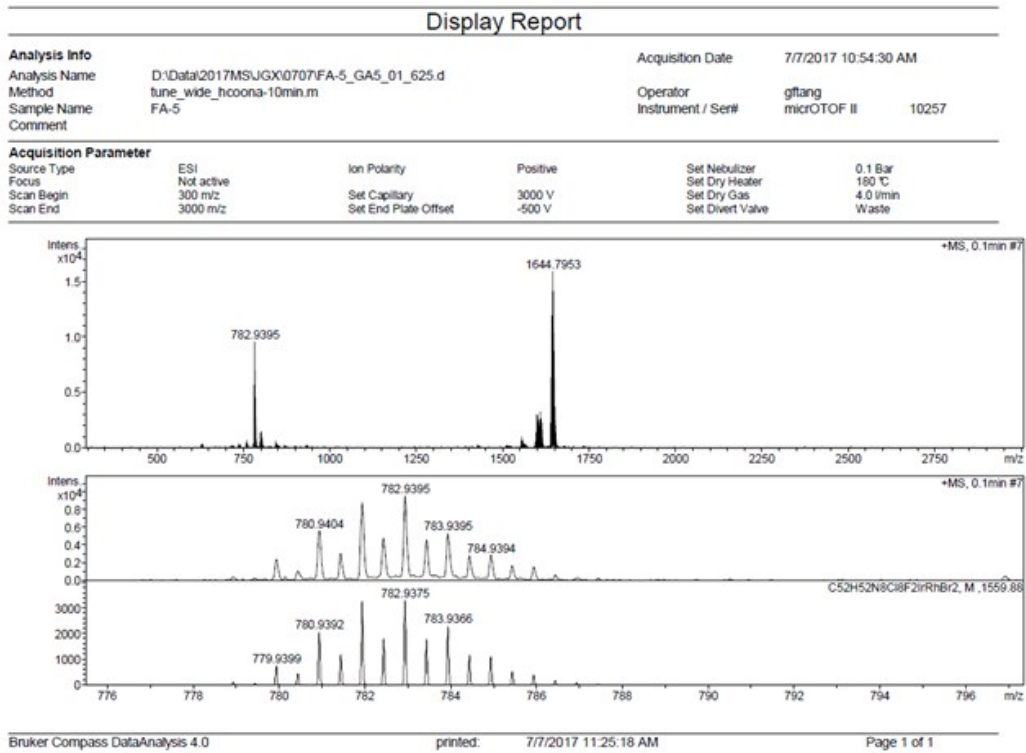 Display Report
Analysis Info
Acquisition Date 7/7/2017 10:54:30 AM
Analysis Name D:\Data\2017MS\JGX\0707\FA-5_GA5_01_625.d
Method tune_wide_hcoona-10min.m Operator gftang
Sample Name FA-5 Instrument / Ser# micrOTOF II 10257
Comment
Acquisition Parameter
Source Type ESI Ion Polarity Positive Set Nebulizer 0.1 Bar
Focus Not active Set Dry Heater 180 ℃
Scan Begin 300 m/z Set Capillary 3000 V Set Dry Gas 4.0 l/min
Scan End 3000 m/z Set End Plate Offset -500 V Set Divert Valve Waste
Intens. +MS, 0.1min #7
x10⁴
1644.7953
1.5
1.0
782.9395
0.5
0.0
500 750 1000 1250 1500 1750 2000 2250 2500 2750 m/z
Intens. +MS, 0.1min #7
x10⁴
782.9395
0.8
0.6
780.9404 783.9395
0.4
784.9394
0.2
0.0
C52H52N8Cl8F2IrRhBr2, M ,1559.88
782.9375
3000
780.9392 783.9366
2000
779.9399
1000
0
776 778 780 782 784 786 788 790 792 794 796 m/z
Bruker Compass DataAnalysis 4.0 printed: 7/7/2017 11:25:18 AM Page 1 of 1